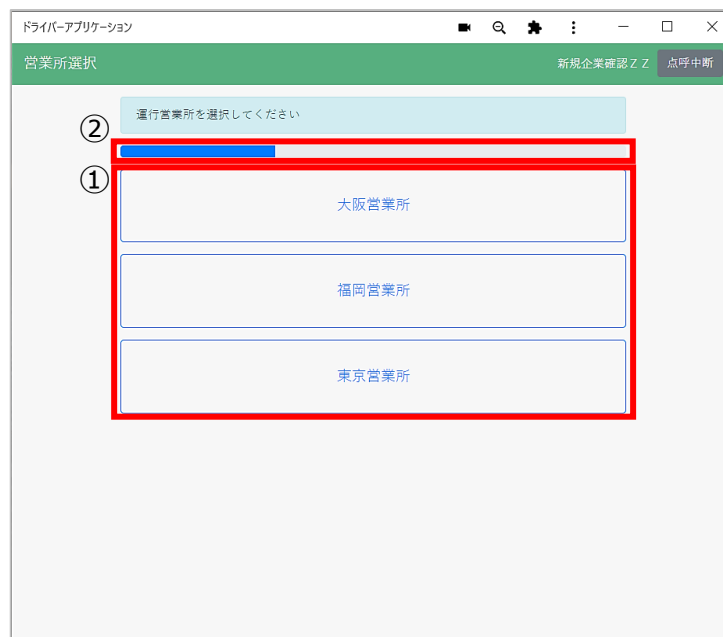 ドライバーアプリケーション
営業所選択
新規企業確認ＺＺ
点呼中断
運行営業所を選択してください
②
①
大阪営業所
福岡営業所
東京営業所